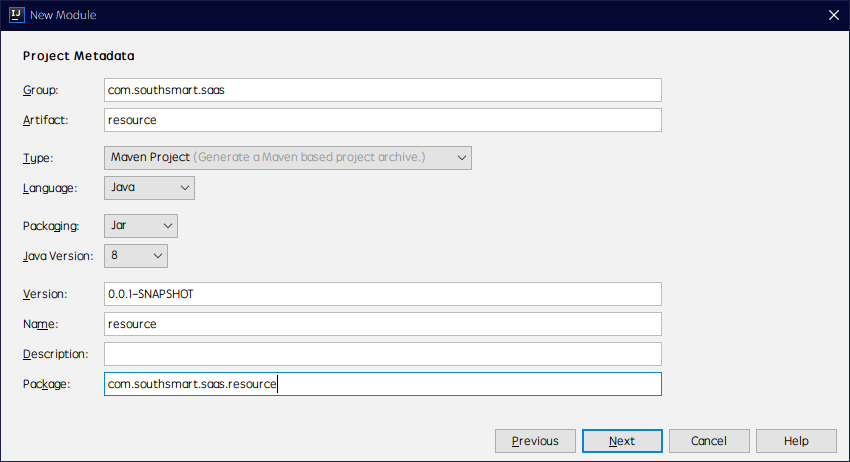 IJ New Module
Project Metadata
Group: com.southsmart.saas
Artifact: resource
Type: Maven Project (Generate a Maven based project archive.)
Language: Java
Packaging: Jar
Java Version: 8
Version: 0.0.1-SNAPSHOT
Name: resource
Description:
Package: com.southsmart.saas.resource
Previous Next Cancel Help